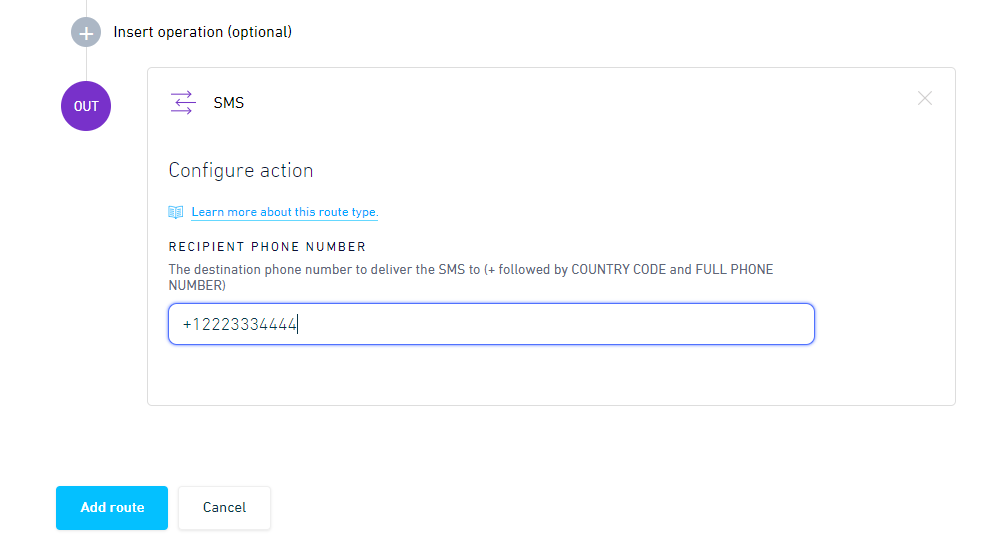 Insert operation (optional)
OUT
SMS
Configure action
Learn more about this route type.
RECIPIENT PHONE NUMBER
The destination phone number to deliver the SMS to (+ followed by COUNTRY CODE and FULL PHONE
NUMBER)
+12223334444
Add route
Cancel